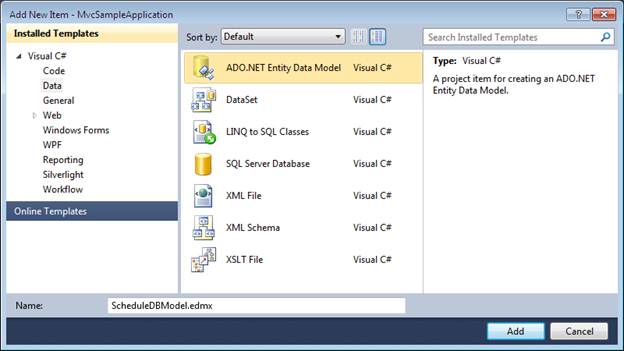 Add New Item - MvcSampleApplication
Installed Templates
Visual C#
Code
Data
General
Web
Windows Forms
WPF
Reporting
Silverlight
Workflow
Online Templates
Sort by: Default
ADO.NET Entity Data Model Visual C#
DataSet Visual C#
LINQ to SQL Classes Visual C#
SQL Server Database Visual C#
XML File Visual C#
XML Schema Visual C#
XSLT File Visual C#
Search Installed Templates
Type: Visual C#
A project item for creating an ADO.NET
Entity Data Model.
Name: ScheduleDBModel.edmx
Add Cancel